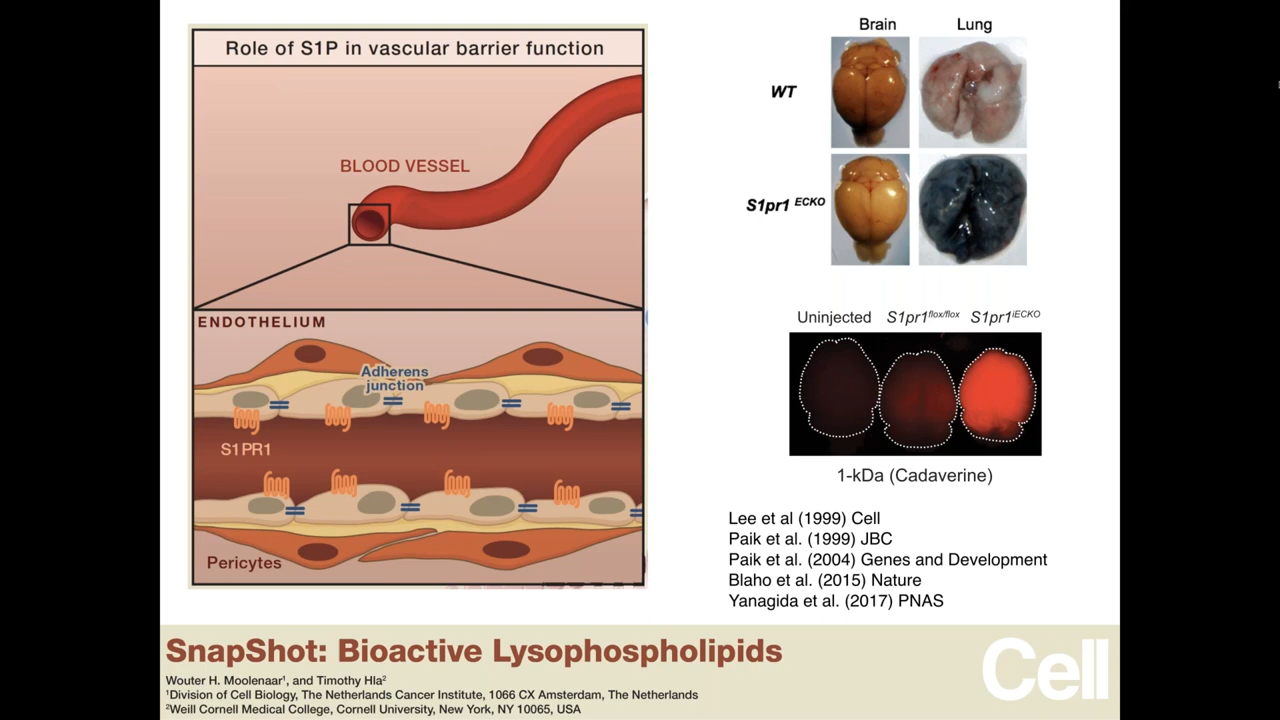 Role of S1P in vascular barrier function
BLOOD VESSEL
ENDOTHELIUM
Adherens
junction
S1PR1
Pericytes
Brain Lung
WT
S1pr1 ECKO
Uninjected S1pr1flox/flox S1pr1iECKO
1-kDa (Cadaverine)
Lee et al (1999) Cell
Paik et al. (1999) JBC
Paik et al. (2004) Genes and Development
Blaho et al. (2015) Nature
Yanagida et al. (2017) PNAS
SnapShot: Bioactive Lysophospholipids
Wouter H. Moolenaar1, and Timothy Hla2
1Division of Cell Biology, The Netherlands Cancer Institute, 1066 CX Amsterdam, The Netherlands
2Weill Cornell Medical College, Cornell University, New York, NY 10065, USA
Cell